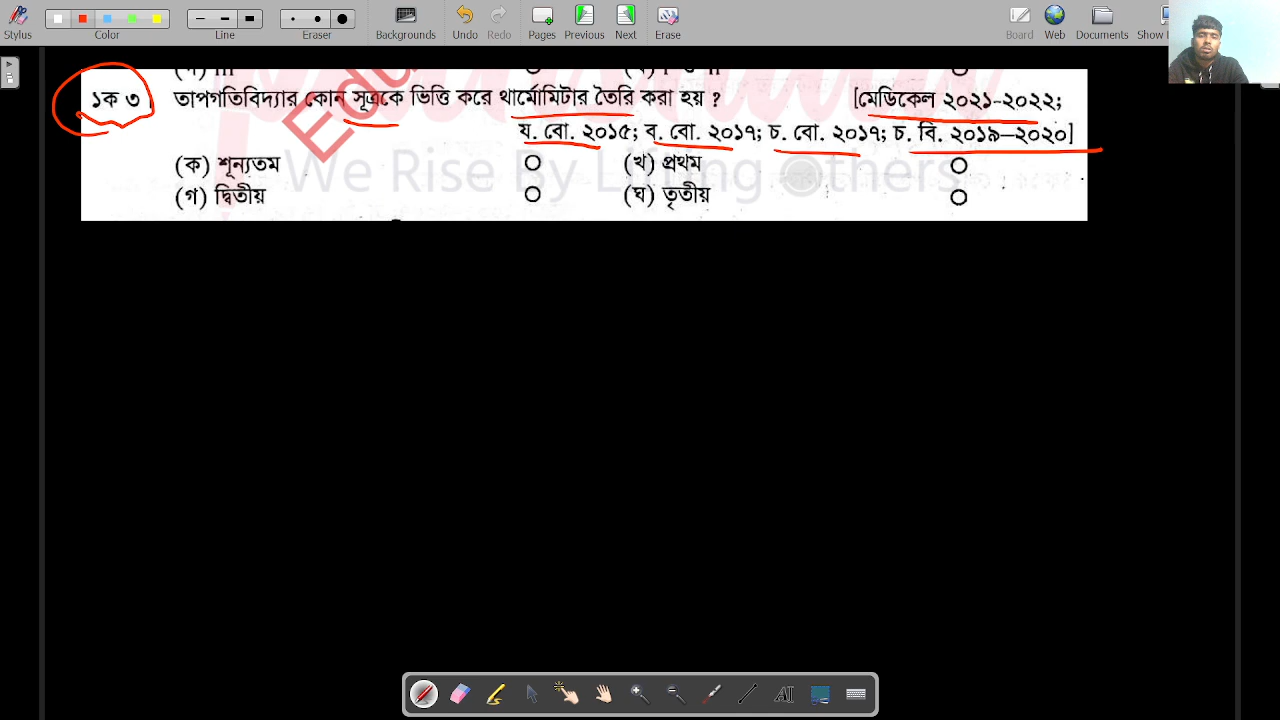 Stylus Color Line Eraser Backgrounds Undo Redo Pages Previous Next Erase Board Web Documents
১ক ৩। তাপগতিবিদ্যার কোন সূত্রকে ভিত্তি করে থার্মোমিটার তৈরি করা হয় ? [মেডিকেল ২০২১-২০২২;
য. বো. ২০১৫; ব. বো. ২০১৭; চ. বো. ২০১৭; চ. বি. ২০১৯–২০২০]
(ক) শূন্যতম (খ) প্রথম
(গ) দ্বিতীয় (ঘ) তৃতীয়
We Rise By Lifting Others